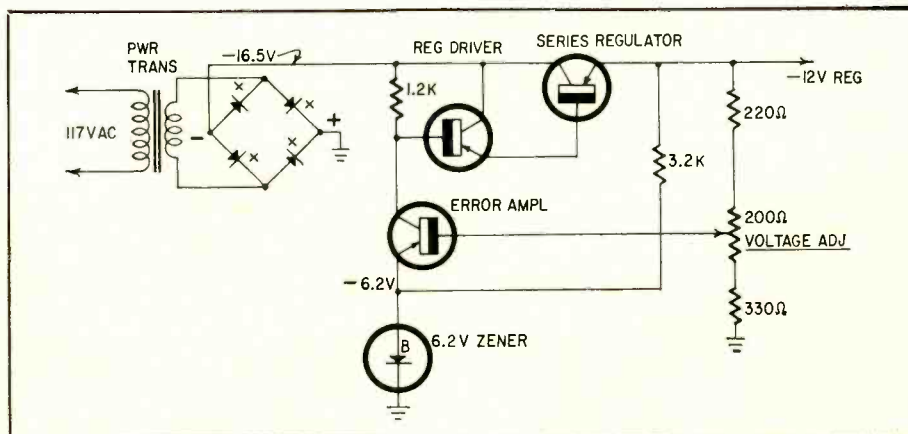 PWR
TRANS
-16.5V
REG DRIVER
SERIES REGULATOR
-12V REG
1.2K
220Ω
117VAC
-
+
3.2K
ERROR AMPL
200Ω
VOLTAGE ADJ
-6.2V
330Ω
B
6.2V ZENER